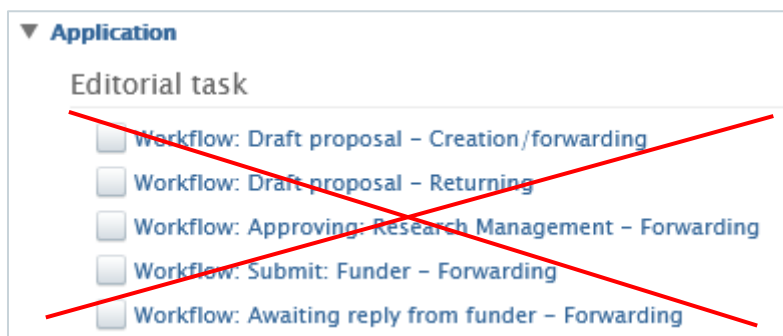 Application
Editorial task
Workflow: Draft proposal – Creation/forwarding
Workflow: Draft proposal – Returning
Workflow: Approving: Research Management – Forwarding
Workflow: Submit: Funder – Forwarding
Workflow: Awaiting reply from funder – Forwarding